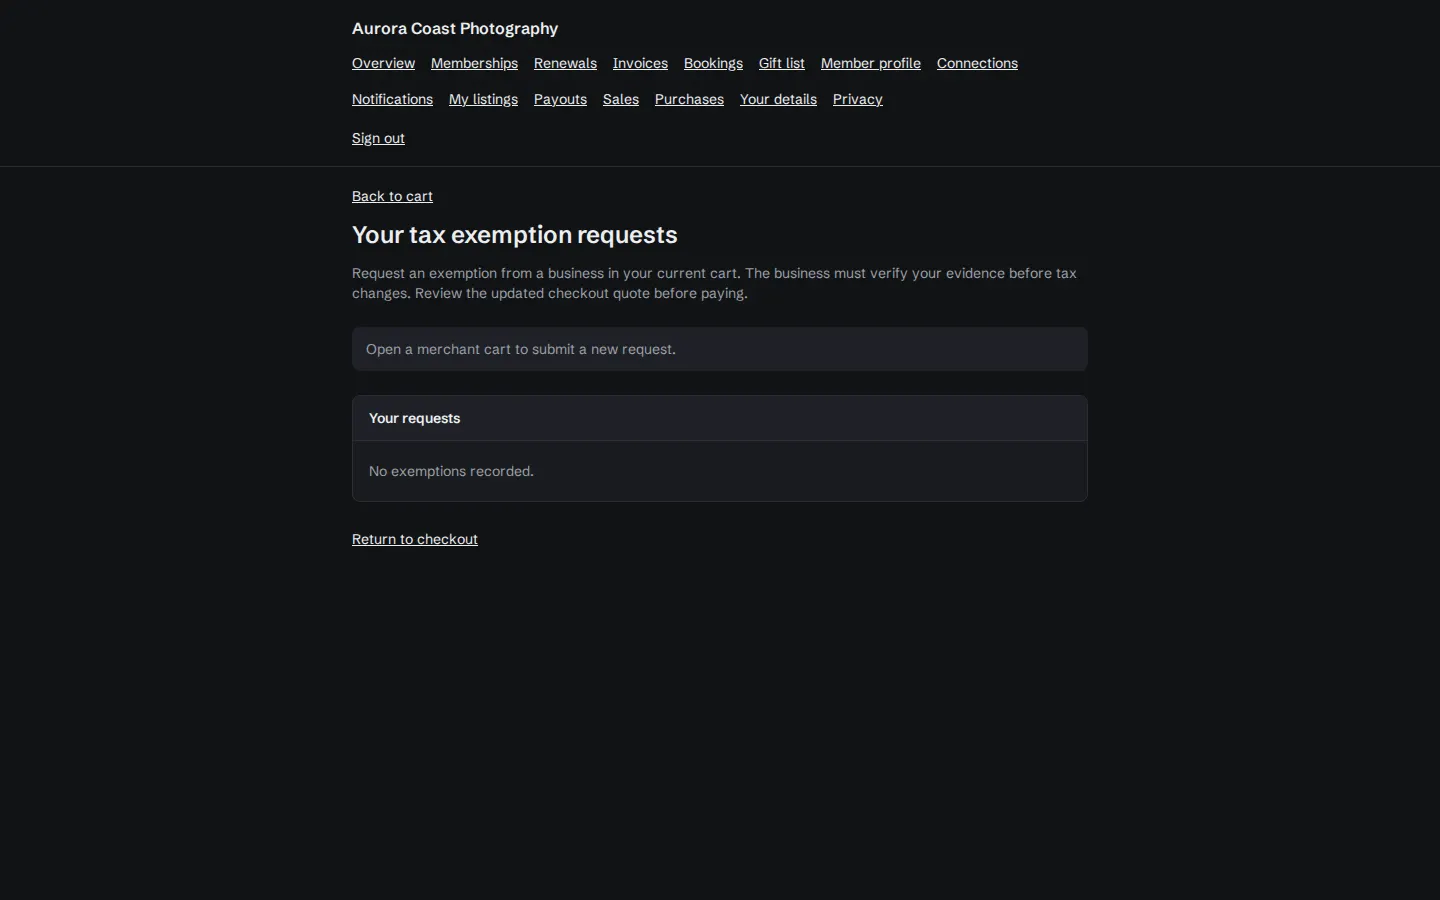 Aurora Coast Photography
Overview Memberships Renewals Invoices Bookings Gift list Member profile Connections
Notifications My listings Payouts Sales Purchases Your details Privacy
Sign out
Back to cart
Your tax exemption requests
Request an exemption from a business in your current cart. The business must verify your evidence before tax
changes. Review the updated checkout quote before paying.
Open a merchant cart to submit a new request.
Your requests
No exemptions recorded.
Return to checkout